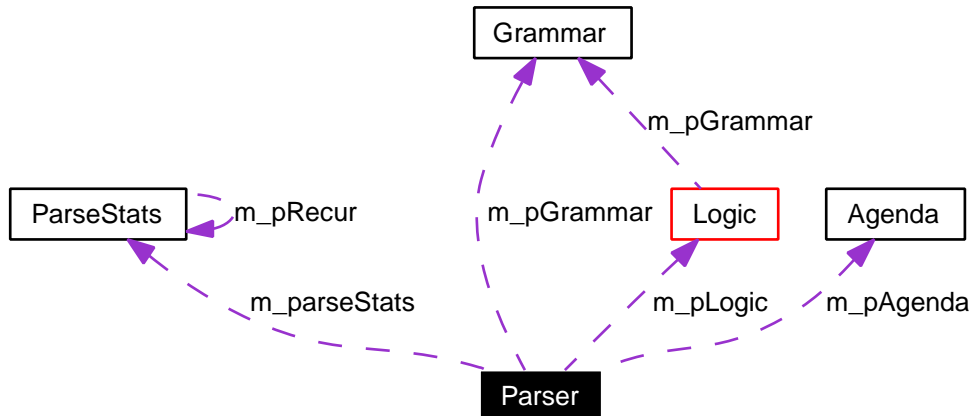 Grammar
m_pGrammar
ParseStats
m_pRecur
m_pGrammar
Logic
Agenda
m_parseStats
m_pLogic
m_pAgenda
Parser